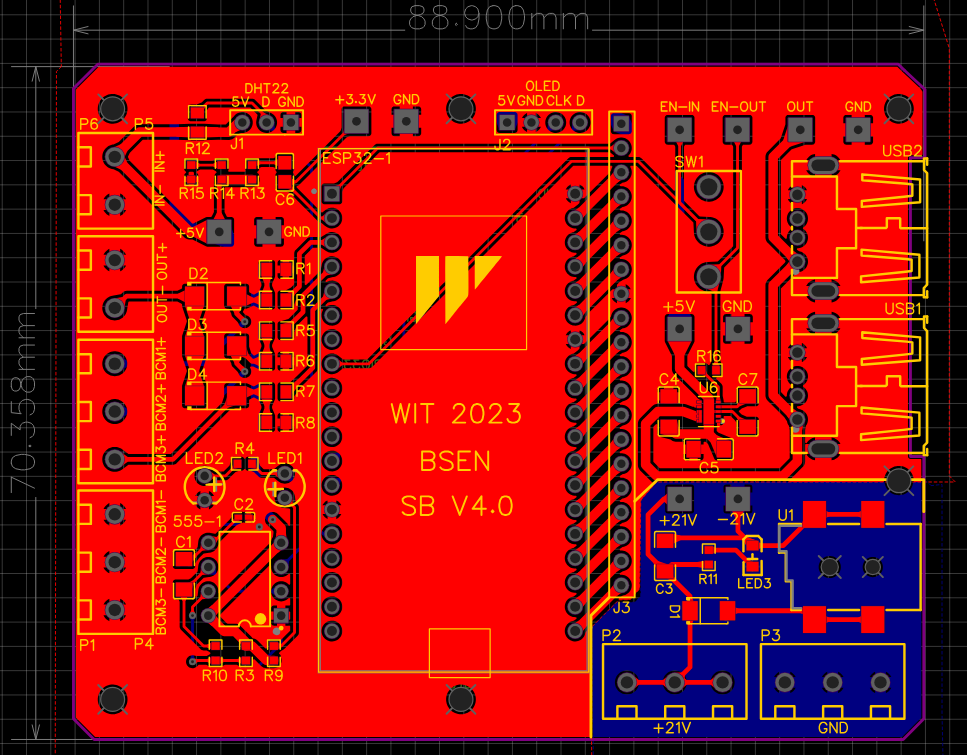 88.900mm
70.358mm
DHT22
5V D GND
J1
+3.3V
GND
OLED
5VGND CLK D
J2
EN-IN
EN-OUT
OUT
GND
P6
P5
R12
IN+
IN-
R15
R14
R13
C6
ESP32-1
SW1
USB2
+5V
GND
OUT+
OUT-
D2
R1
R2
D3
R5
R6
D4
R7
R8
BCM1+
BCM2+
BCM3+
+5V
GND
USB1
R16
C4
U6
C7
C5
WIT 2023
BSEN
SB V4.0
LED2
R4
LED1
555-1
C2
C1
BCM1-
BCM2-
BCM3-
P1
P4
R10
R3
R9
J3
+21V
-21V
U1
C3
R11
LED3
D1
P2
P3
+21V
GND